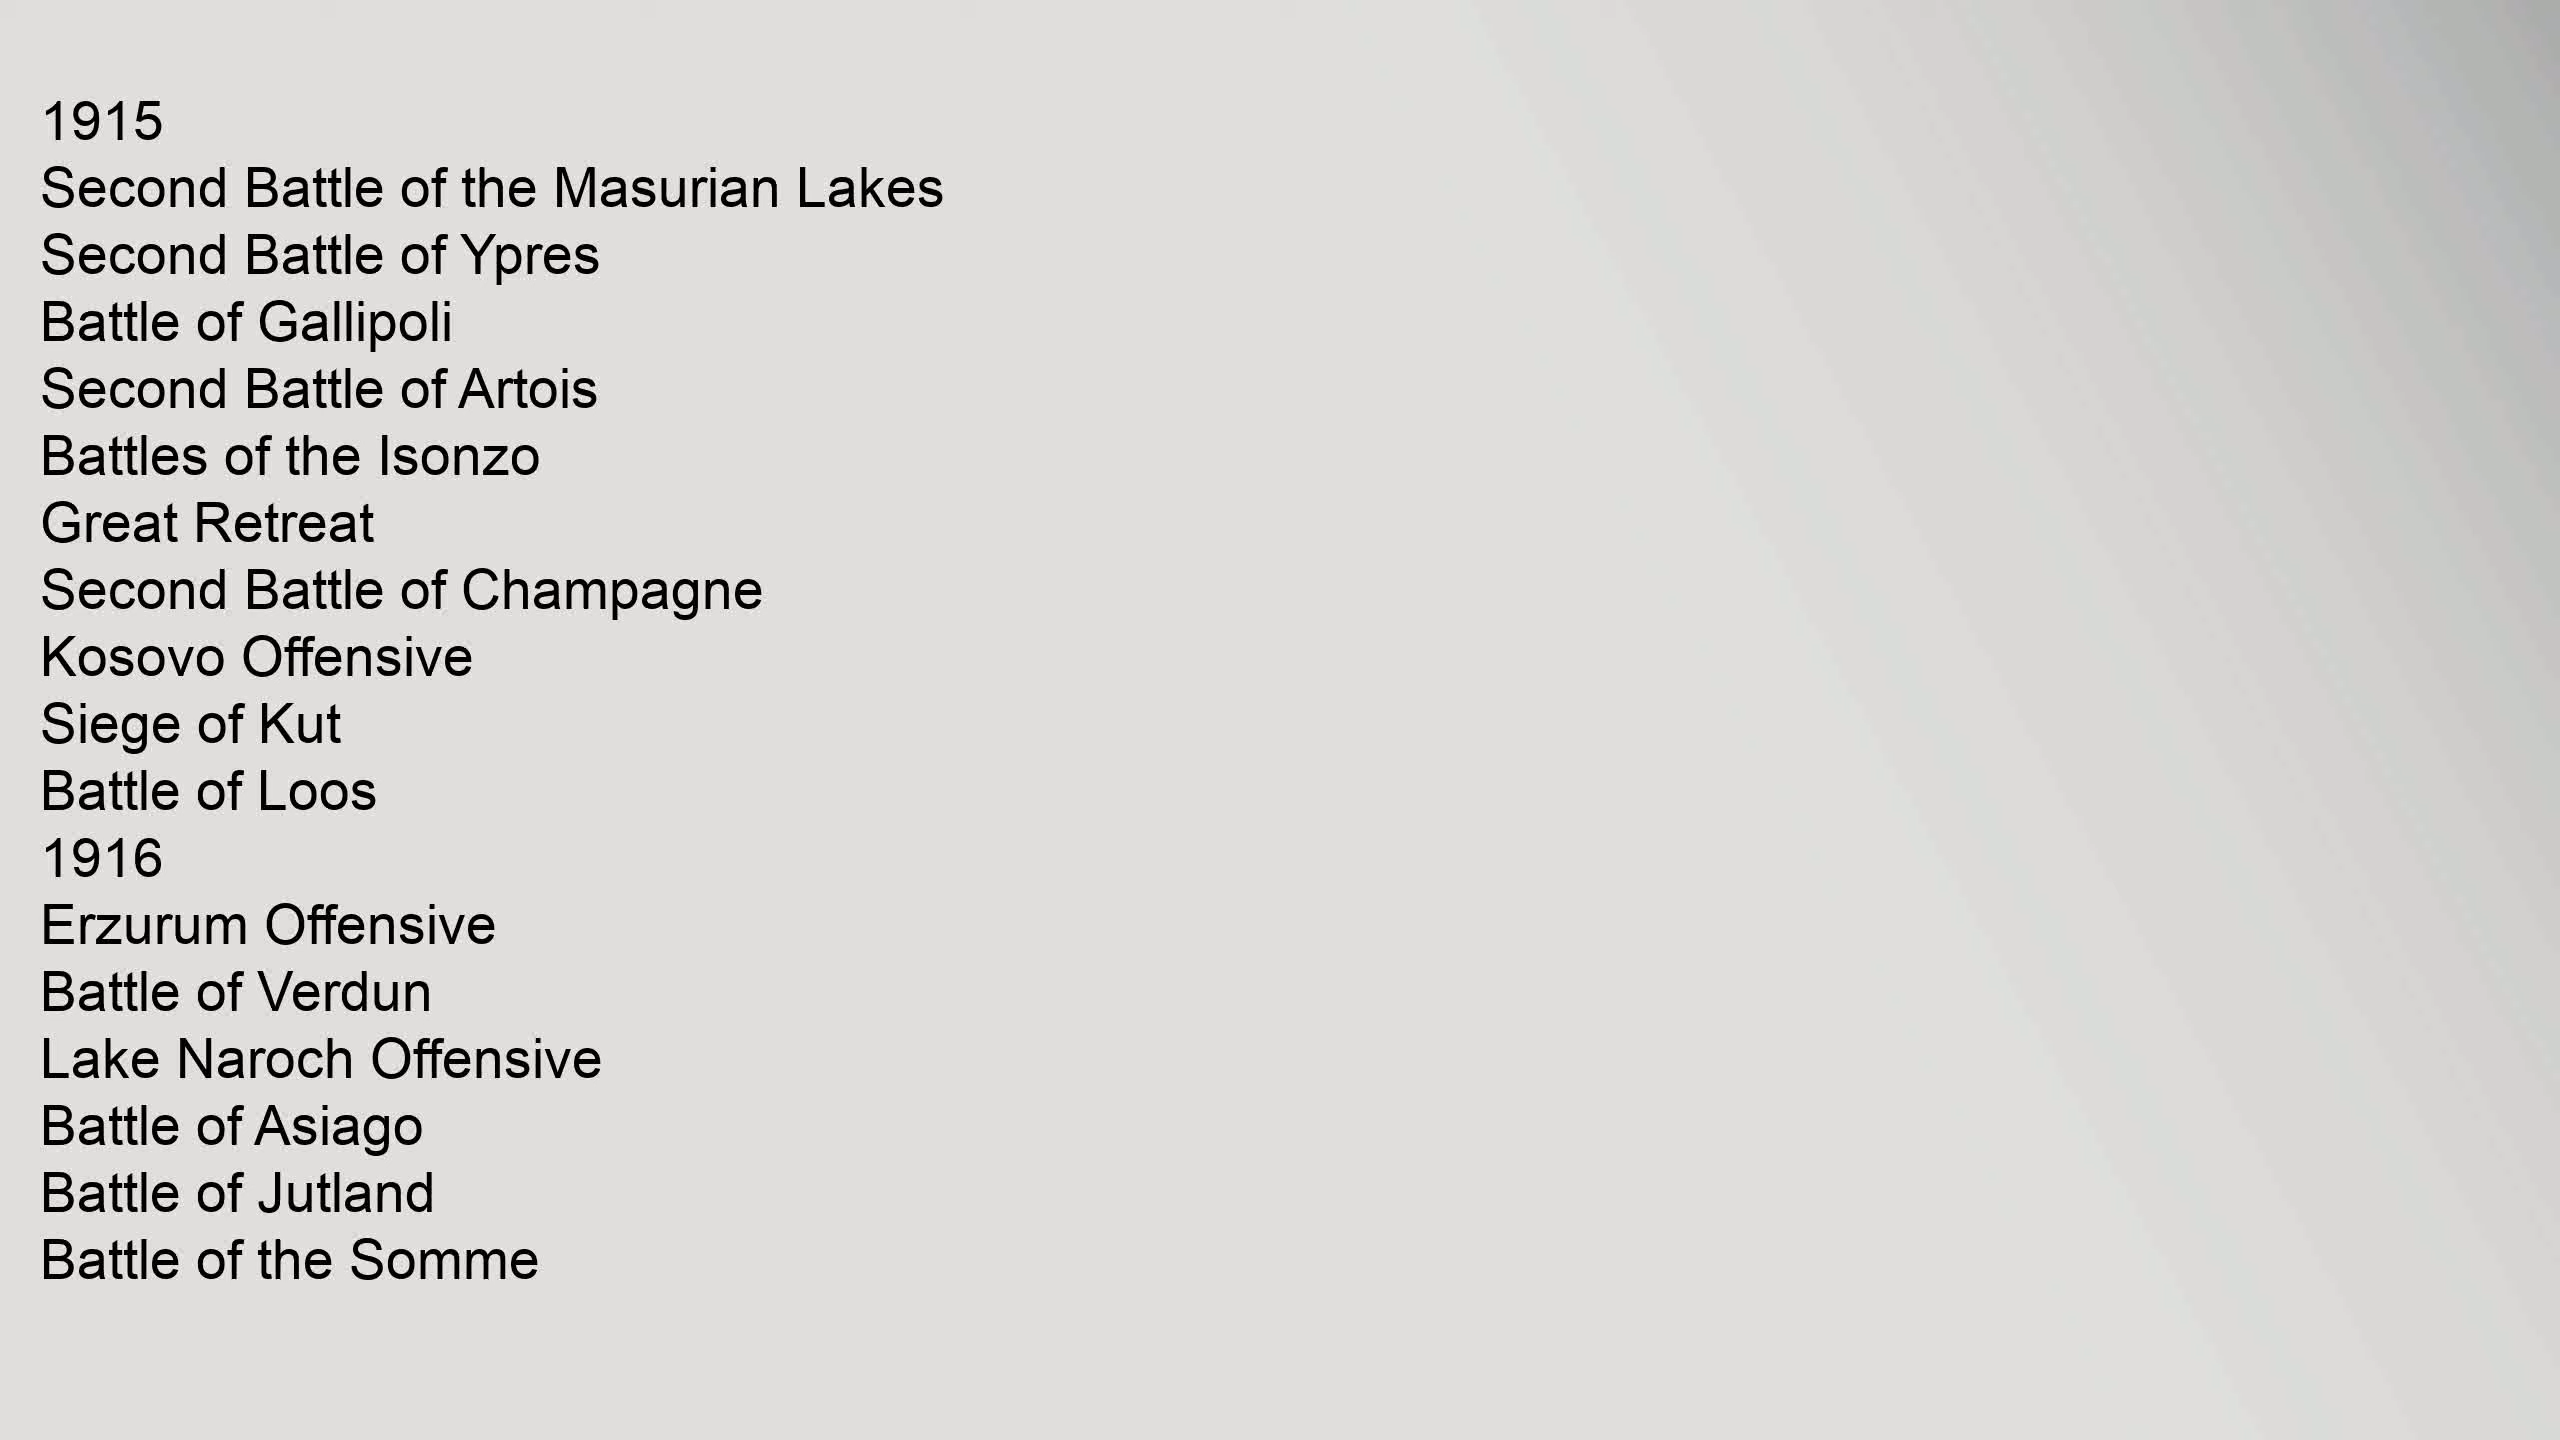 1915
Second Battle of the Masurian Lakes
Second Battle of Ypres
Battle of Gallipoli
Second Battle of Artois
Battles of the Isonzo
Great Retreat
Second Battle of Champagne
Kosovo Offensive
Siege of Kut
Battle of Loos
1916
Erzurum Offensive
Battle of Verdun
Lake Naroch Offensive
Battle of Asiago
Battle of Jutland
Battle of the Somme